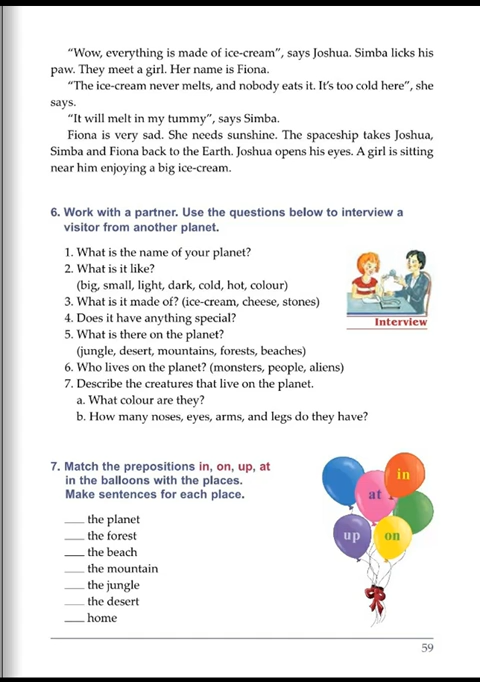 “Wow, everything is made of ice-cream”, says Joshua. Simba licks his
paw. They meet a girl. Her name is Fiona.
“The ice-cream never melts, and nobody eats it. It’s too cold here”, she
says.
“It will melt in my tummy”, says Simba.
Fiona is very sad. She needs sunshine. The spaceship takes Joshua,
Simba and Fiona back to the Earth. Joshua opens his eyes. A girl is sitting
near him enjoying a big ice-cream.
6. Work with a partner. Use the questions below to interview a
visitor from another planet.
1. What is the name of your planet?
2. What is it like?
(big, small, light, dark, cold, hot, colour)
3. What is it made of? (ice-cream, cheese, stones)
4. Does it have anything special?
5. What is there on the planet?
(jungle, desert, mountains, forests, beaches)
6. Who lives on the planet? (monsters, people, aliens)
7. Describe the creatures that live on the planet.
a. What colour are they?
b. How many noses, eyes, arms, and legs do they have?
Interview
7. Match the prepositions in, on, up, at
in the balloons with the places.
Make sentences for each place.
___ the planet
___ the forest
___ the beach
___ the mountain
___ the jungle
___ the desert
___ home
in
at
up
on
59